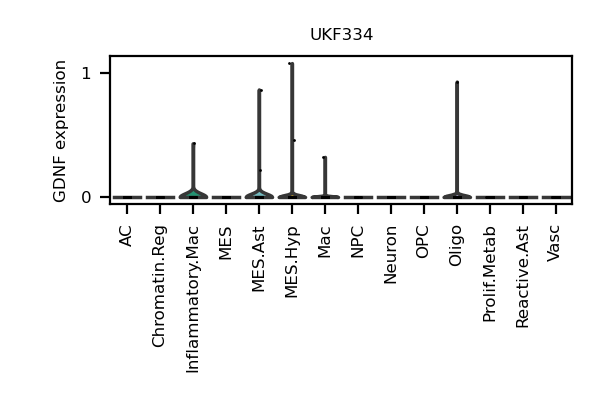 UKF334
GDNF expression
1
0
AC
Chromatin.Reg
Inflammatory.Mac
MES
MES.Ast
MES.Hyp
Mac
NPC
Neuron
OPC
Oligo
Prolif.Metab
Reactive.Ast
Vasc